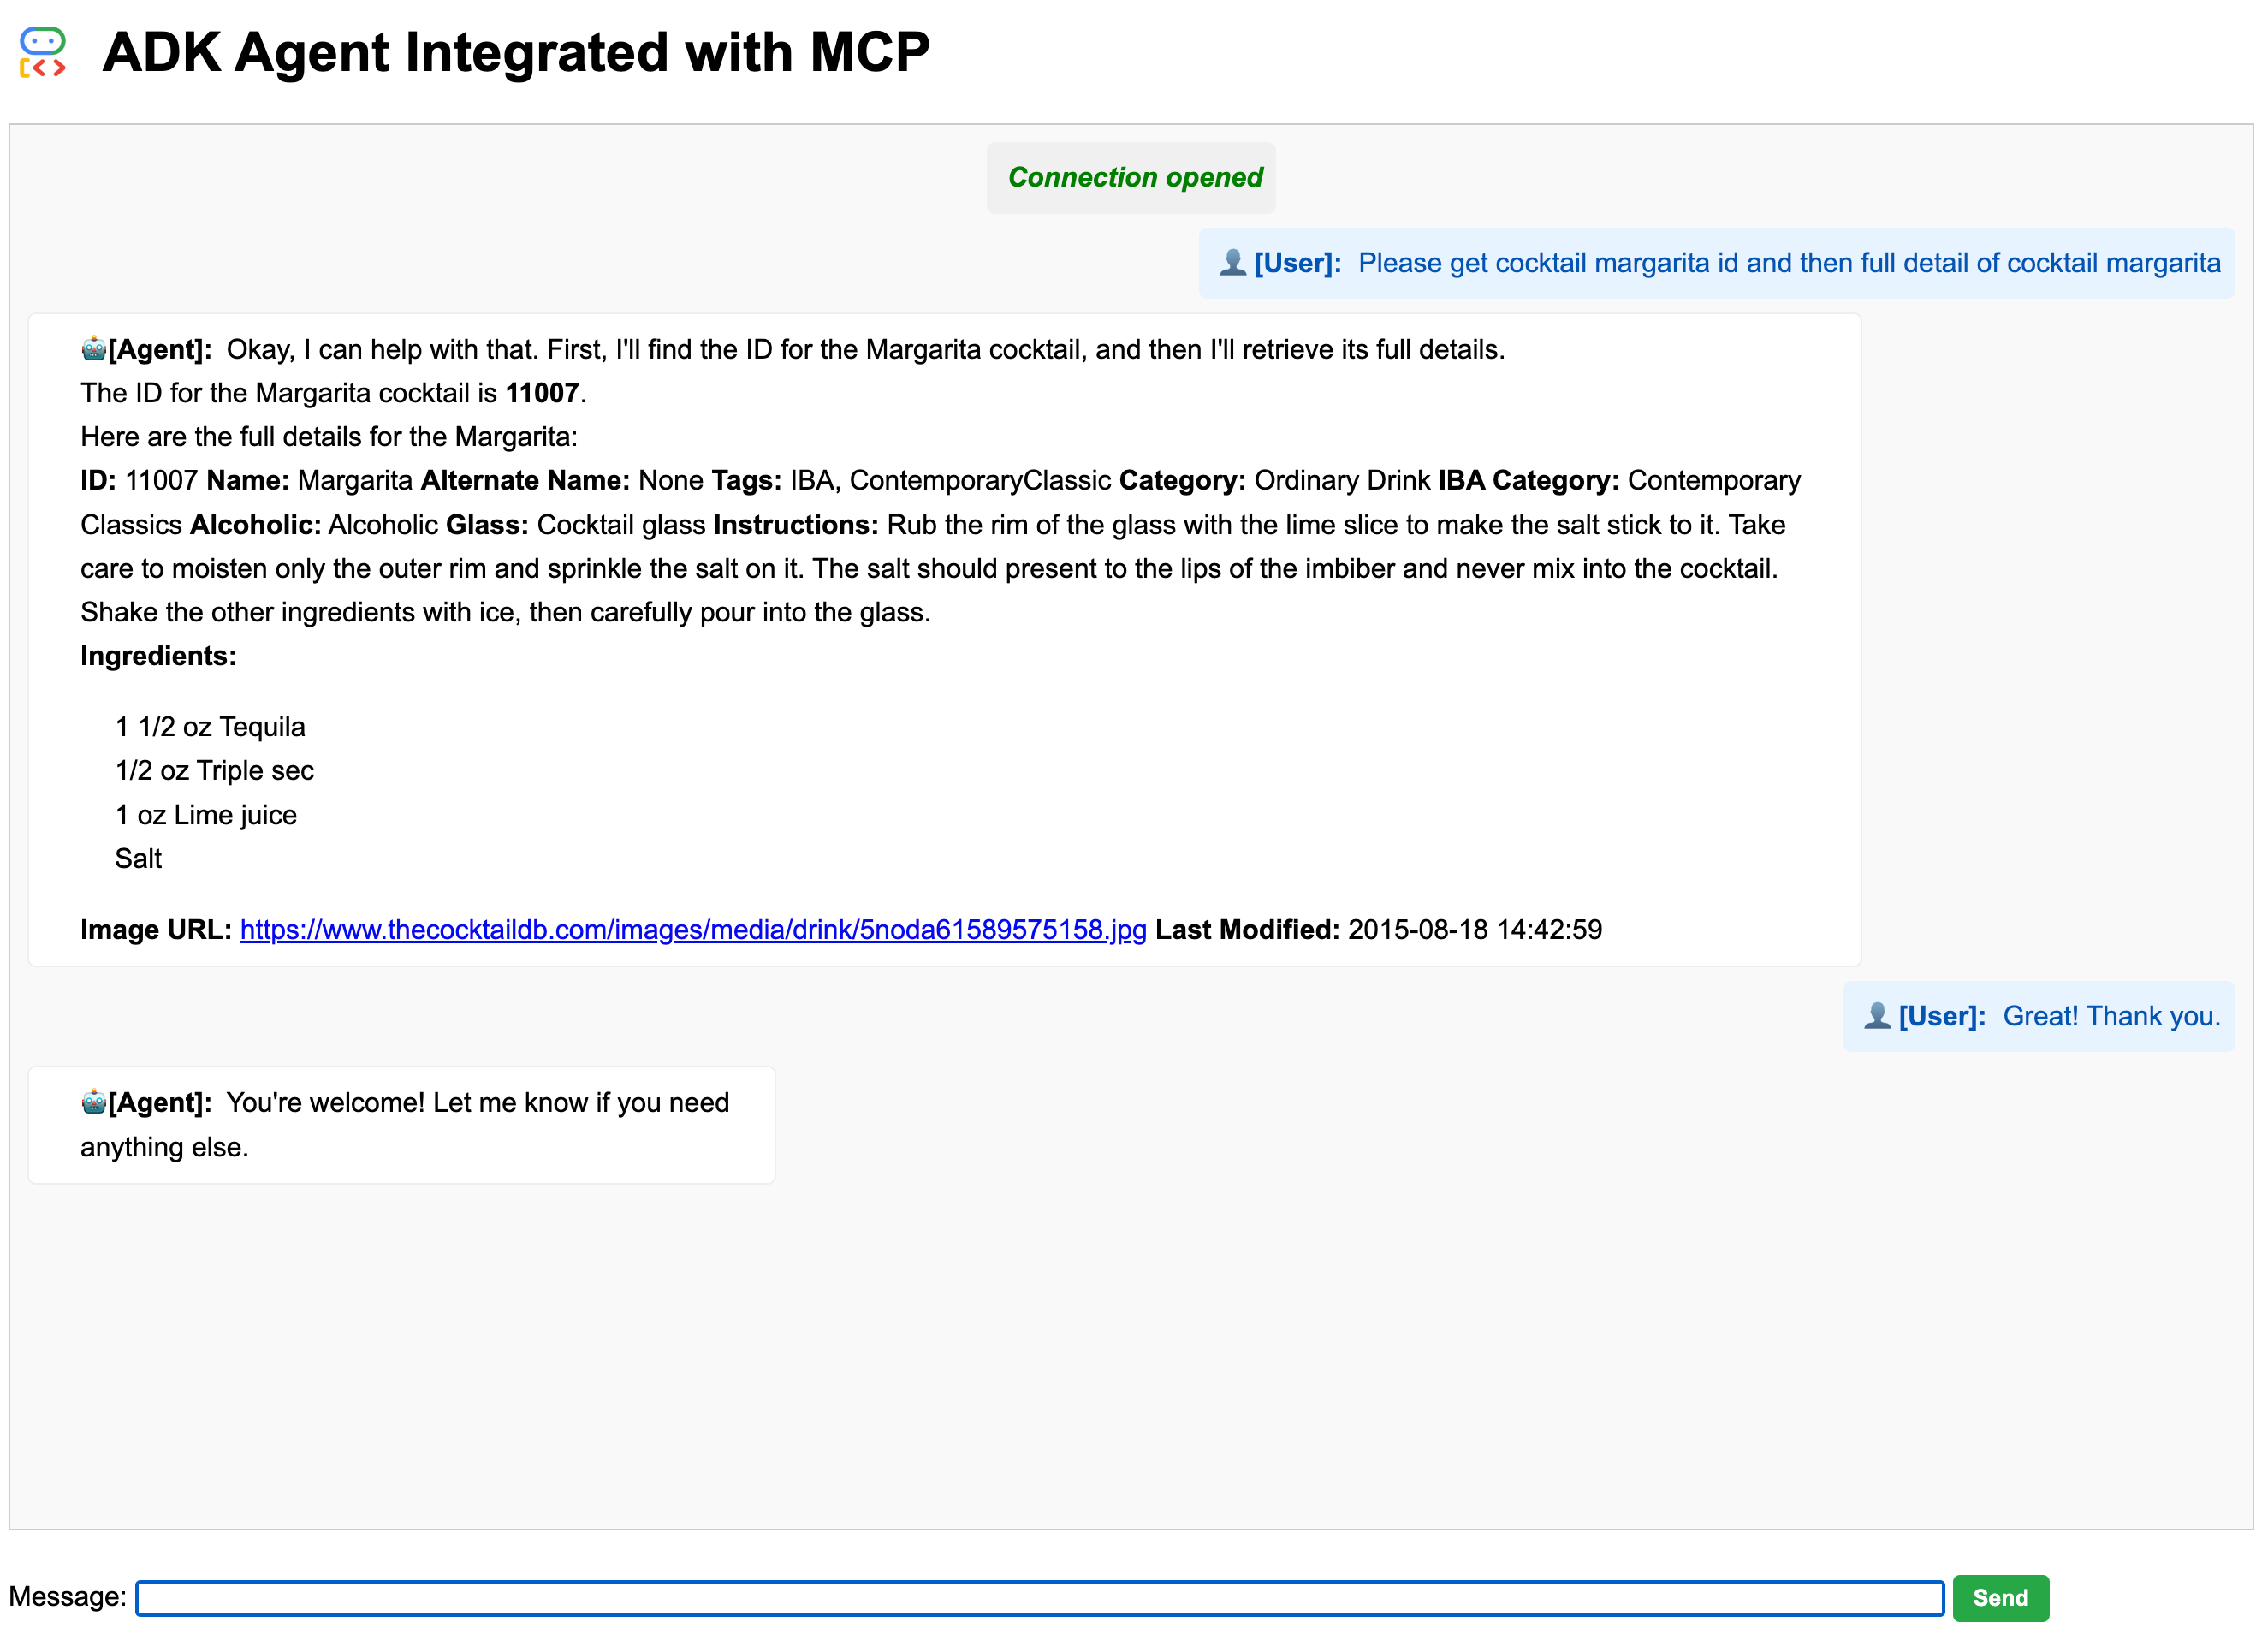 ADK Agent Integrated with MCP
Connection opened
[User]: Please get cocktail margarita id and then full detail of cocktail margarita
[Agent]: Okay, I can help with that. First, I'll find the ID for the Margarita cocktail, and then I'll retrieve its full details.
The ID for the Margarita cocktail is 11007.
Here are the full details for the Margarita:
ID: 11007 Name: Margarita Alternate Name: None Tags: IBA, ContemporaryClassic Category: Ordinary Drink IBA Category: Contemporary
Classics Alcoholic: Alcoholic Glass: Cocktail glass Instructions: Rub the rim of the glass with the lime slice to make the salt stick to it. Take
care to moisten only the outer rim and sprinkle the salt on it. The salt should present to the lips of the imbiber and never mix into the cocktail.
Shake the other ingredients with ice, then carefully pour into the glass.
Ingredients:
1 1/2 oz Tequila
1/2 oz Triple sec
1 oz Lime juice
Salt
Image URL: https://www.thecocktaildb.com/images/media/drink/5noda61589575158.jpg Last Modified: 2015-08-18 14:42:59
[User]: Great! Thank you.
[Agent]: You're welcome! Let me know if you need
anything else.
Message:
Send